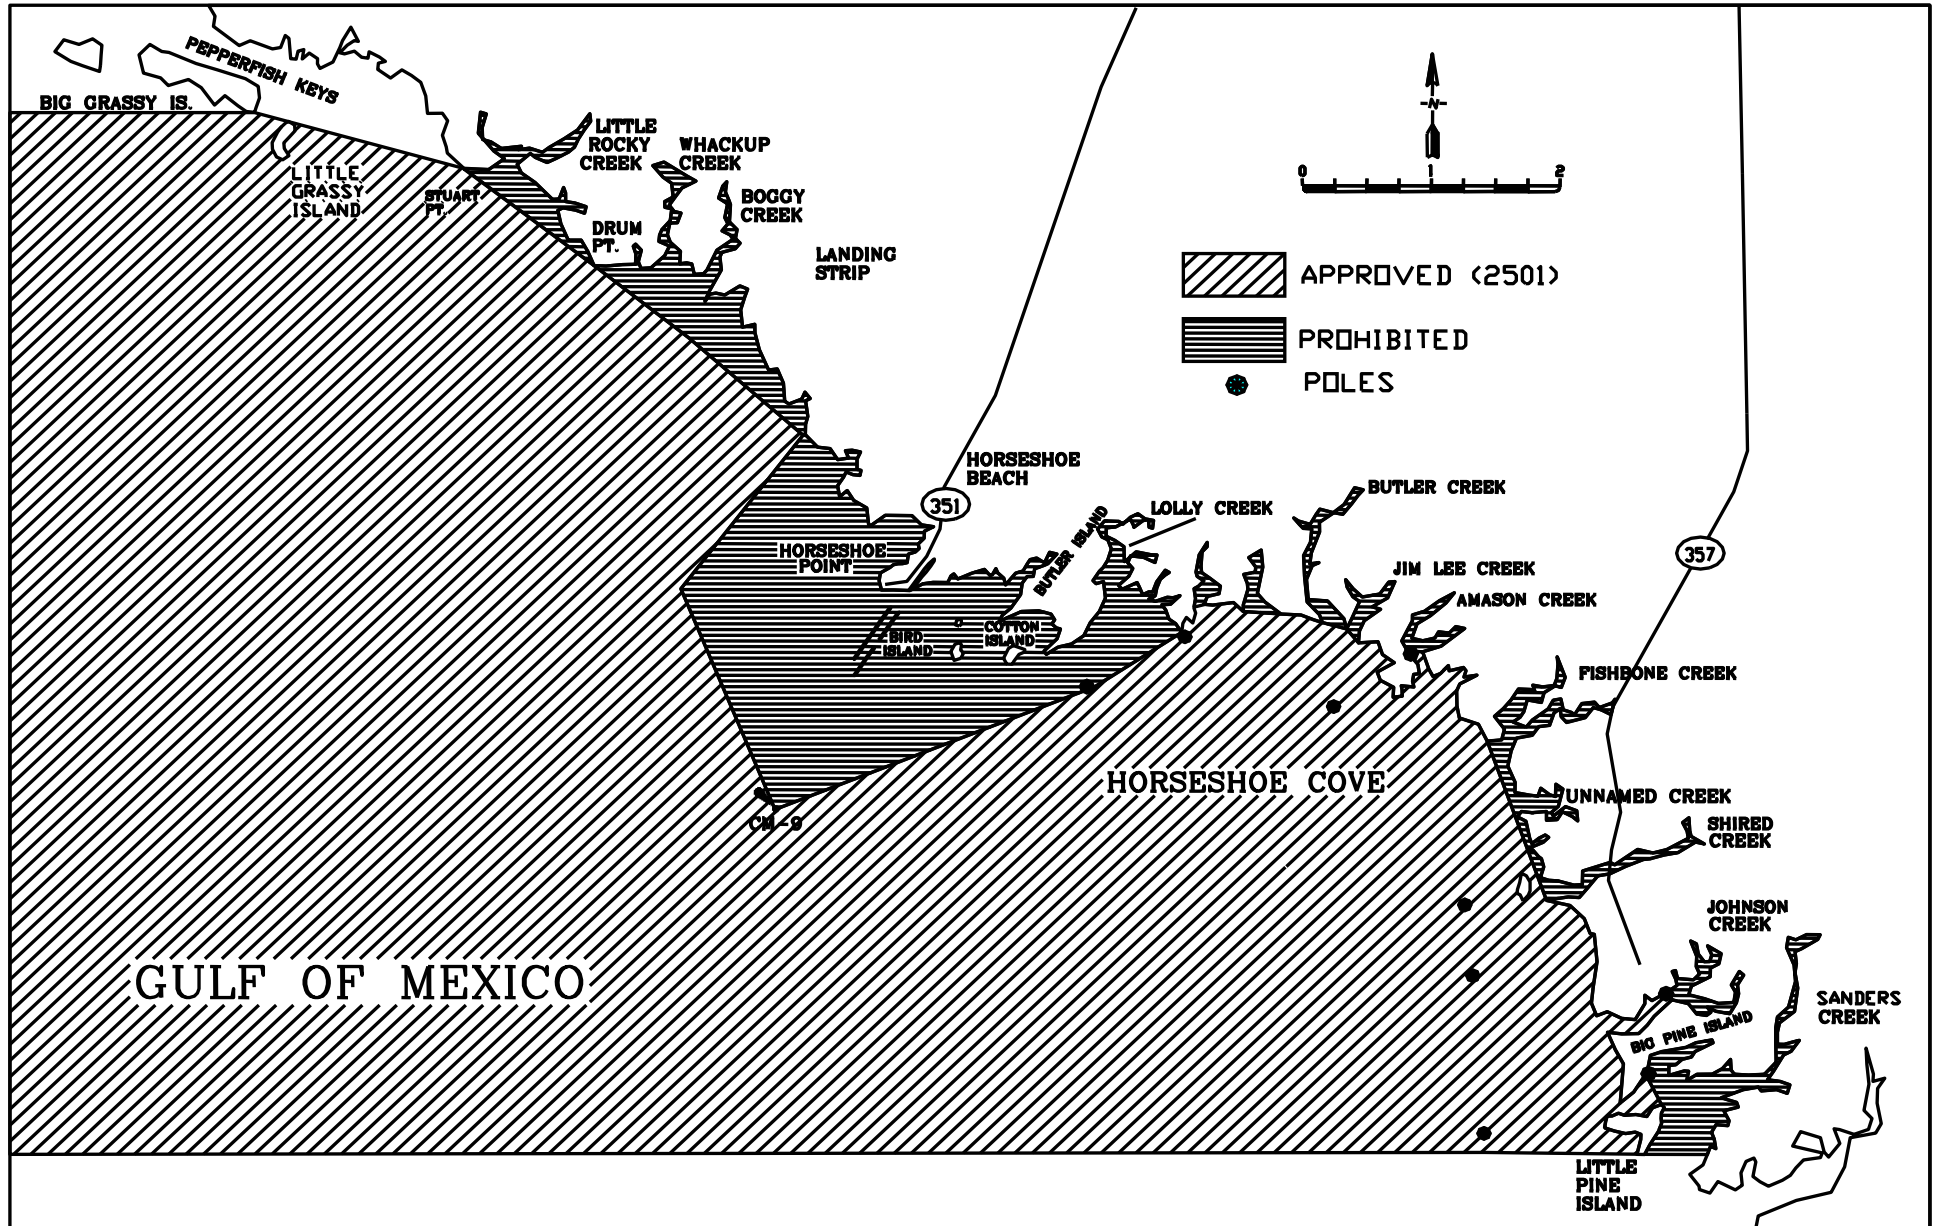 PEPPERFISH KEYS
BIG GRASSY IS.
LITTLE
GRASSY
ISLAND
STUART
PT.
LITTLE
ROCKY
CREEK
WHACKUP
CREEK
BOGGY
CREEK
DRUM
PT.
LANDING
STRIP
-N-
0 1 2
APPROVED (2501)
PROHIBITED
POLES
HORSESHOE
BEACH
351
HORSESHOE
POINT
BUTLER ISLAND
LOLLY CREEK
BUTLER CREEK
JIM LEE CREEK
AMASON CREEK
357
BIRD
ISLAND
COTTON
ISLAND
FISHBONE CREEK
HORSESHOE COVE
CM-9
UNNAMED CREEK
SHIRED
CREEK
JOHNSON
CREEK
GULF OF MEXICO
SANDERS
CREEK
BIG PINE ISLAND
LITTLE
PINE
ISLAND